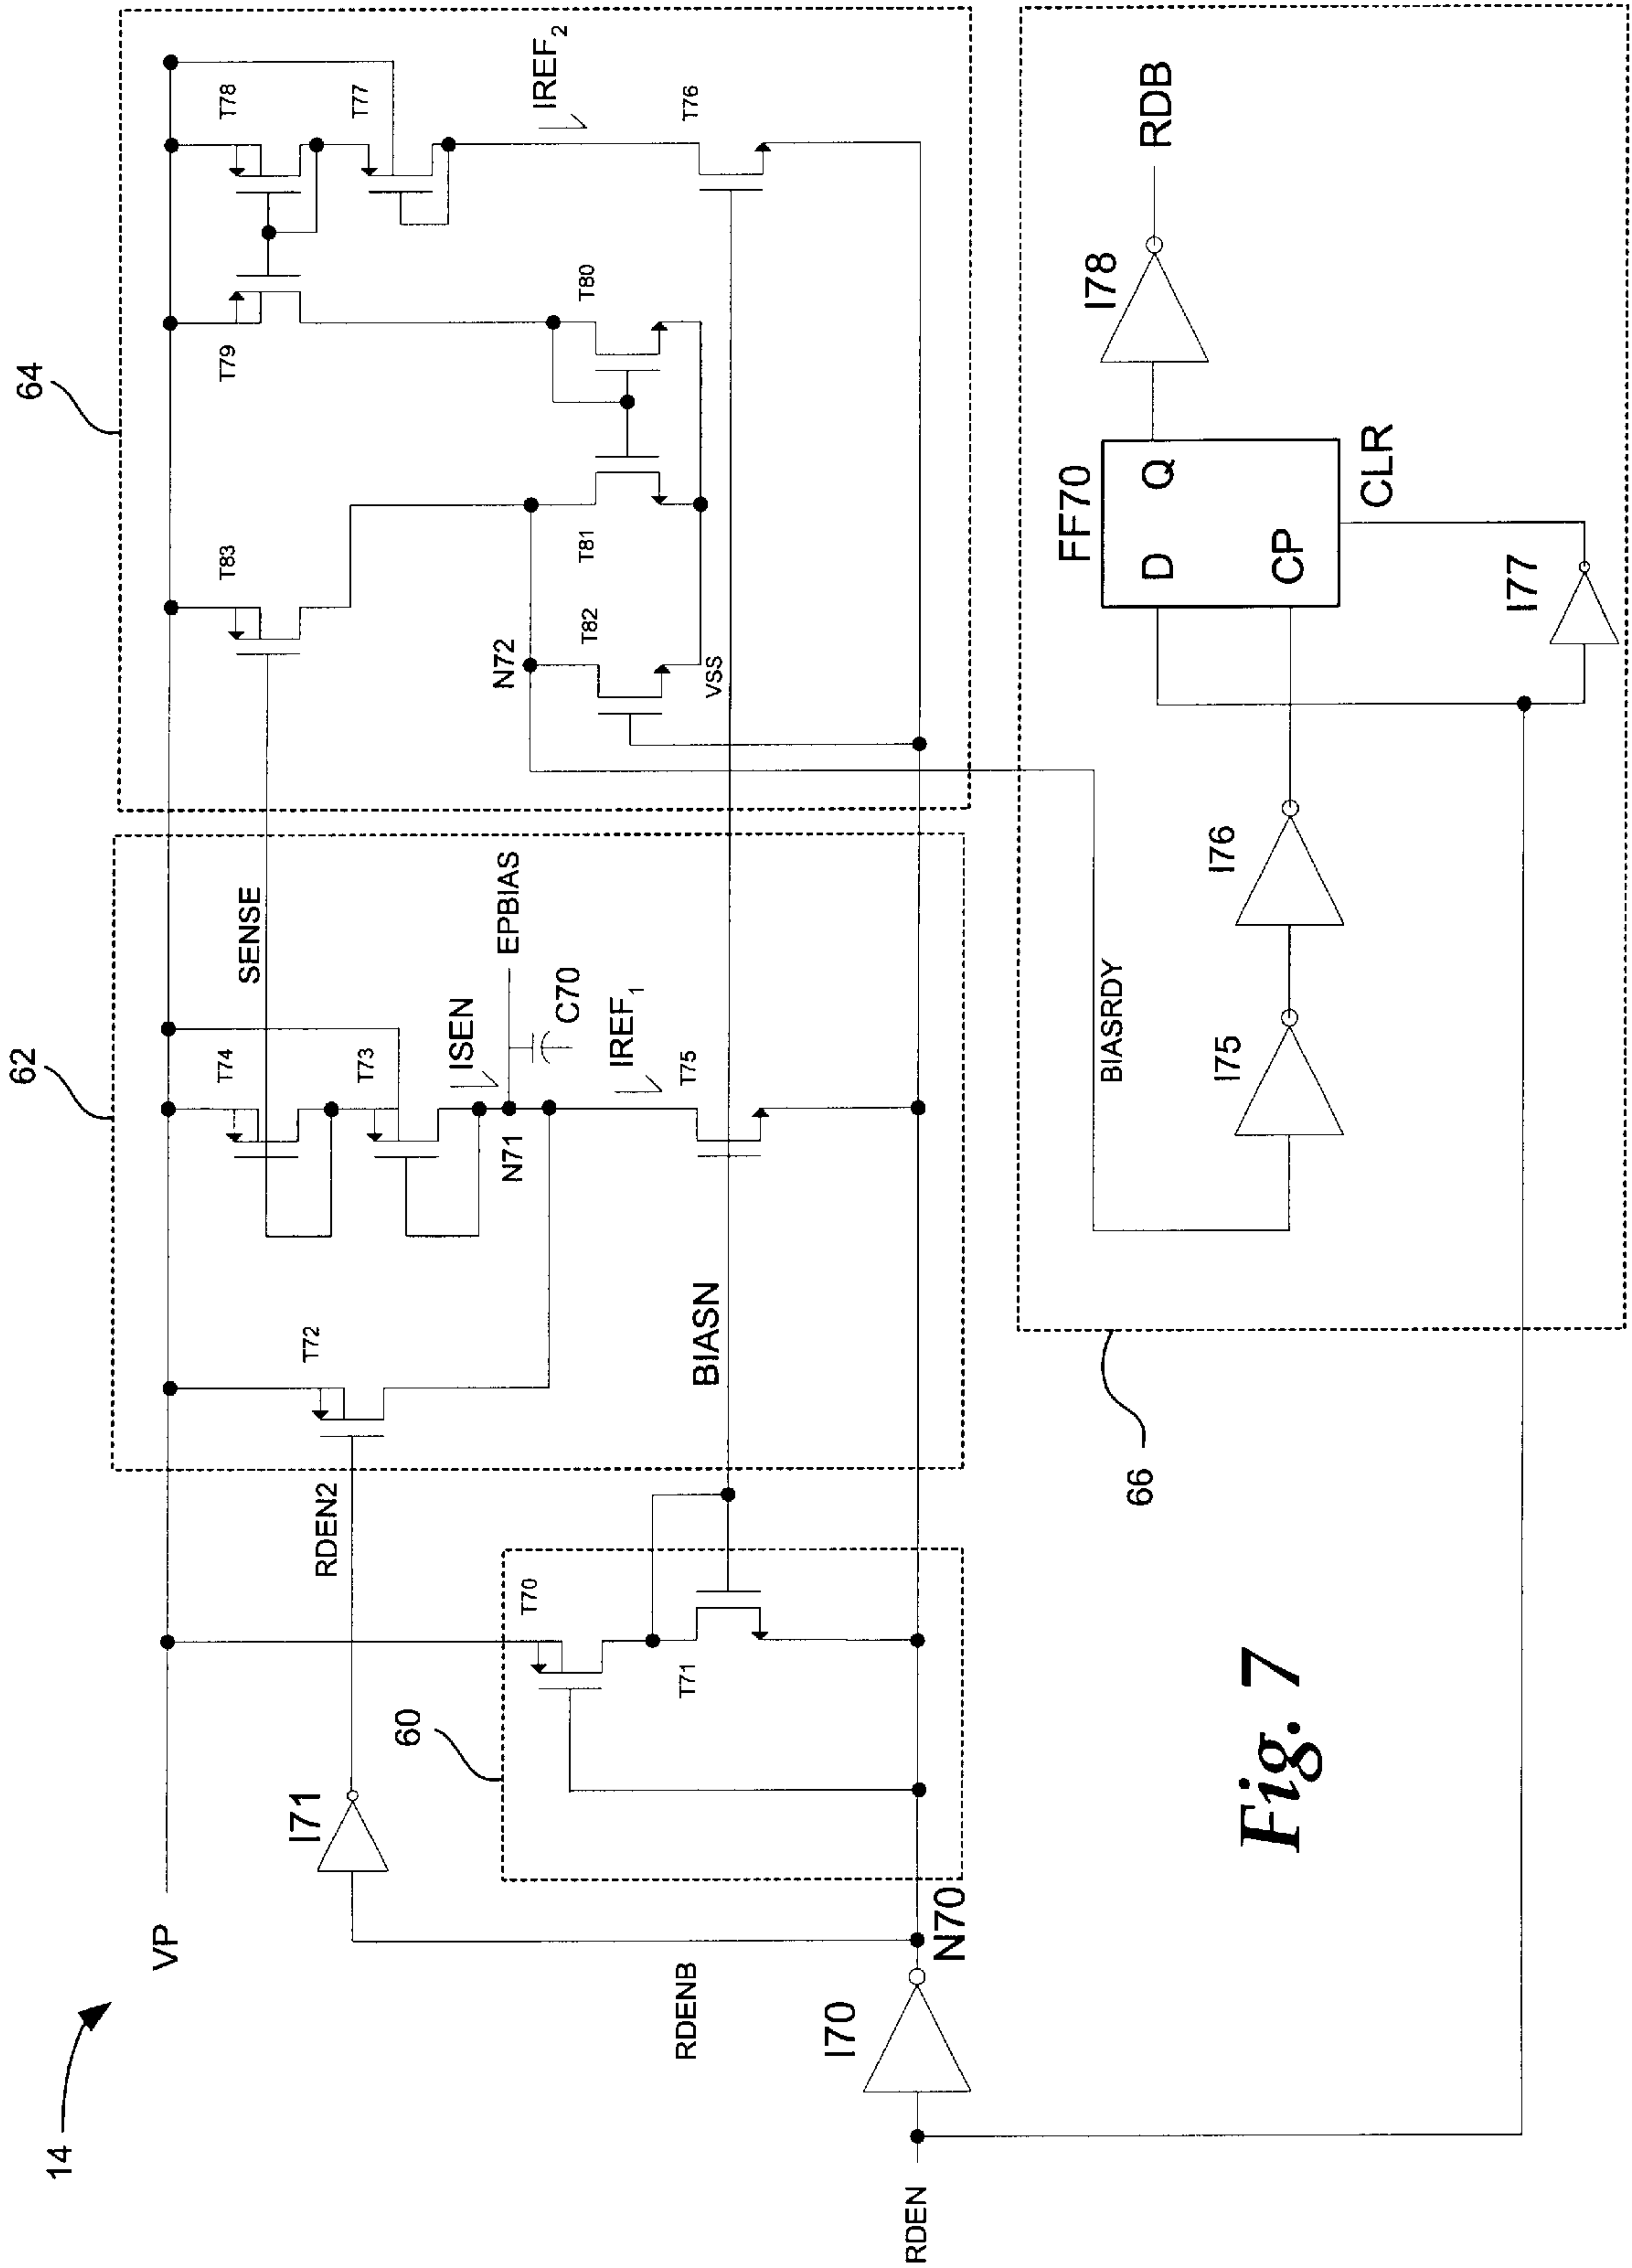 14
VP
62
64
SENSE
T74
T73
ISEN
EPBIAS
C70
N71
IREF1
T75
T72
RDEN2
I71
BIASN
60
T70
T71
RDENB
N70
I70
RDEN
T83
T79
T78
T77
IREF2
T76
T80
T81
T82
N72
VSS
66
BIASRDY
I75
I76
FF70
D Q
CP
CLR
I77
I78
RDB
Fig. 7